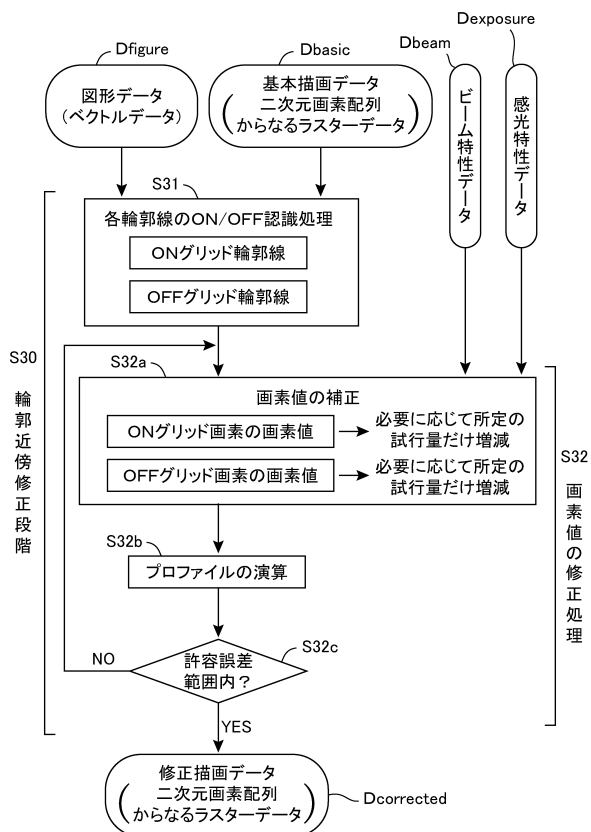 Dfigure
Dbasic
Dbeam
Dexposure
図形データ
(ベクトルデータ)
基本描画データ
(二次元画素配列
からなるラスターデータ)
ビーム特性データ
感光特性データ
S31
各輪郭線のON/OFF認識処理
ONグリッド輪郭線
OFFグリッド輪郭線
S30
輪郭近傍修正段階
S32a
画素値の補正
ONグリッド画素の画素値
必要に応じて所定の
試行量だけ増減
OFFグリッド画素の画素値
必要に応じて所定の
試行量だけ増減
S32
画素値の修正処理
S32b
プロファイルの演算
S32c
許容誤差
範囲内？
NO
YES
修正描画データ
(二次元画素配列
からなるラスターデータ)
Dcorrected